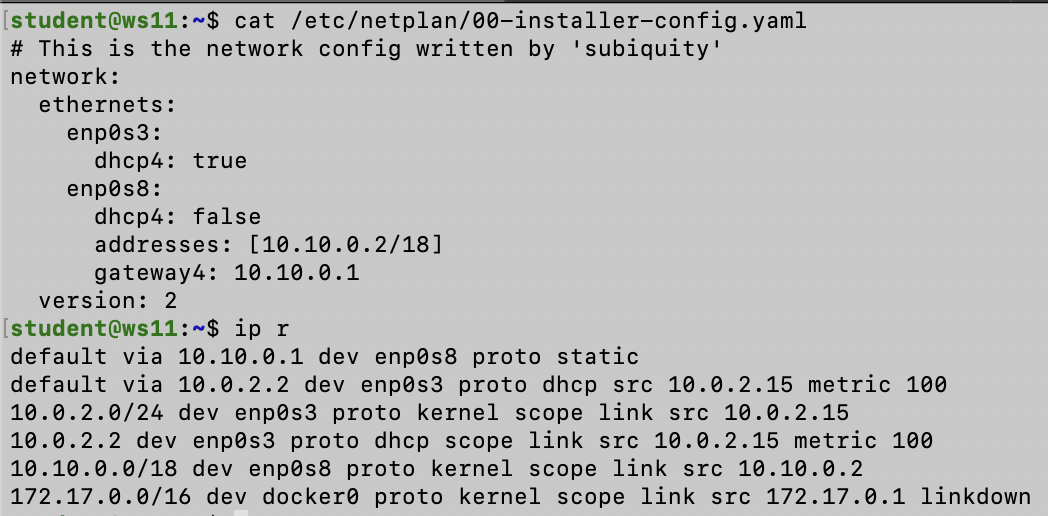 [student@ws11:~$ cat /etc/netplan/00-installer-config.yaml
# This is the network config written by 'subiquity'
network:
  ethernets:
    enp0s3:
      dhcp4: true
    enp0s8:
      dhcp4: false
      addresses: [10.10.0.2/18]
      gateway4: 10.10.0.1
  version: 2
[student@ws11:~$ ip r
default via 10.10.0.1 dev enp0s8 proto static
default via 10.0.2.2 dev enp0s3 proto dhcp src 10.0.2.15 metric 100
10.0.2.0/24 dev enp0s3 proto kernel scope link src 10.0.2.15
10.0.2.2 dev enp0s3 proto dhcp scope link src 10.0.2.15 metric 100
10.10.0.0/18 dev enp0s8 proto kernel scope link src 10.10.0.2
172.17.0.0/16 dev docker0 proto kernel scope link src 172.17.0.1 linkdown